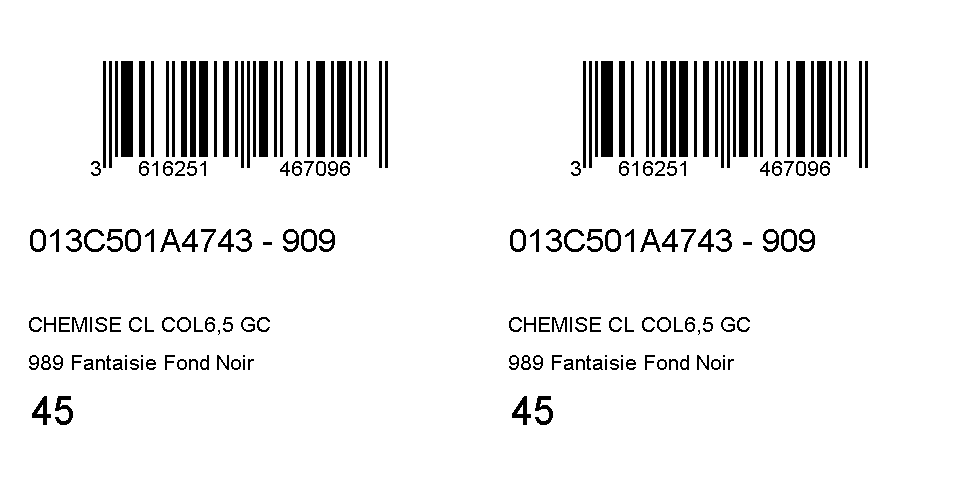 3 616251 467096
013C501A4743 - 909
CHEMISE CL COL6,5 GC
989 Fantaisie Fond Noir
45
3 616251 467096
013C501A4743 - 909
CHEMISE CL COL6,5 GC
989 Fantaisie Fond Noir
45